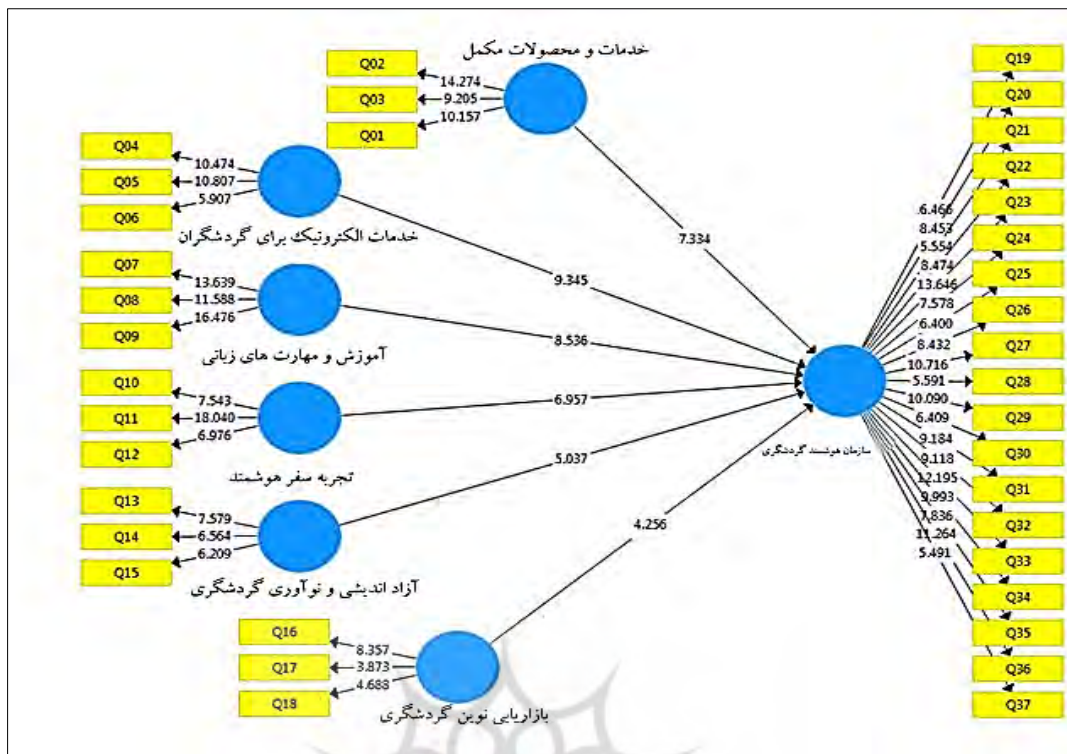 خدمات و محصولات مکمل
Q02
Q03
Q01
14.274
9.205
10.157
Q04
Q05
Q06
10.474
10.807
5.907
خدمات الکترونیک برای گردشگران
Q07
Q08
Q09
13.639
11.588
16.476
آموزش و مهارت های زبانی
Q10
Q11
Q12
7.543
18.040
6.976
تجربه سفر هوشمند
Q13
Q14
Q15
7.579
6.564
6.209
آزاد اندیشی و نوآوری گردشگری
Q16
Q17
Q18
8.357
3.873
4.688
بازاریابی نوین گردشگری
7.334
9.345
8.536
6.957
5.037
4.256
سازمان هوشمند گردشگری
6.466
8.453
5.554
8.474
13.646
7.578
6.400
8.432
10.716
5.591
10.090
6.409
9.184
9.118
12.195
9.993
7.836
11.264
5.491
Q19
Q20
Q21
Q22
Q23
Q24
Q25
Q26
Q27
Q28
Q29
Q30
Q31
Q32
Q33
Q34
Q35
Q36
Q37